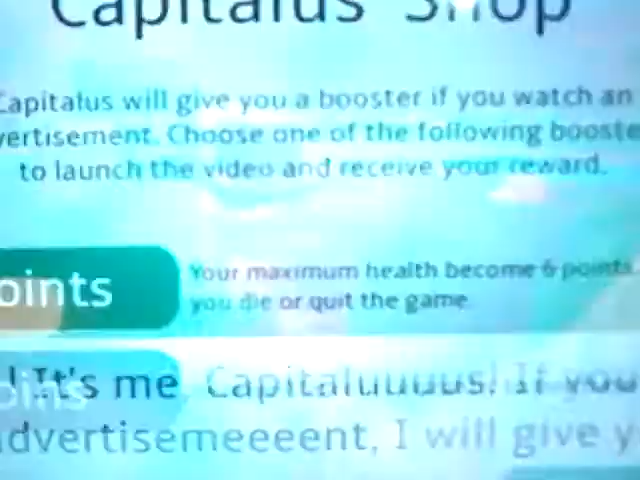 Capitalus Shop
Capitalus will give you a booster if you watch an
vertisement. Choose one of the following booste
to launch the video and receive your reward.
oints
Your maximum health become 6 points
you die or quit the game
! It's me, Capitaluuuuus! If you
oins
dvertisemeeeent, I will give y